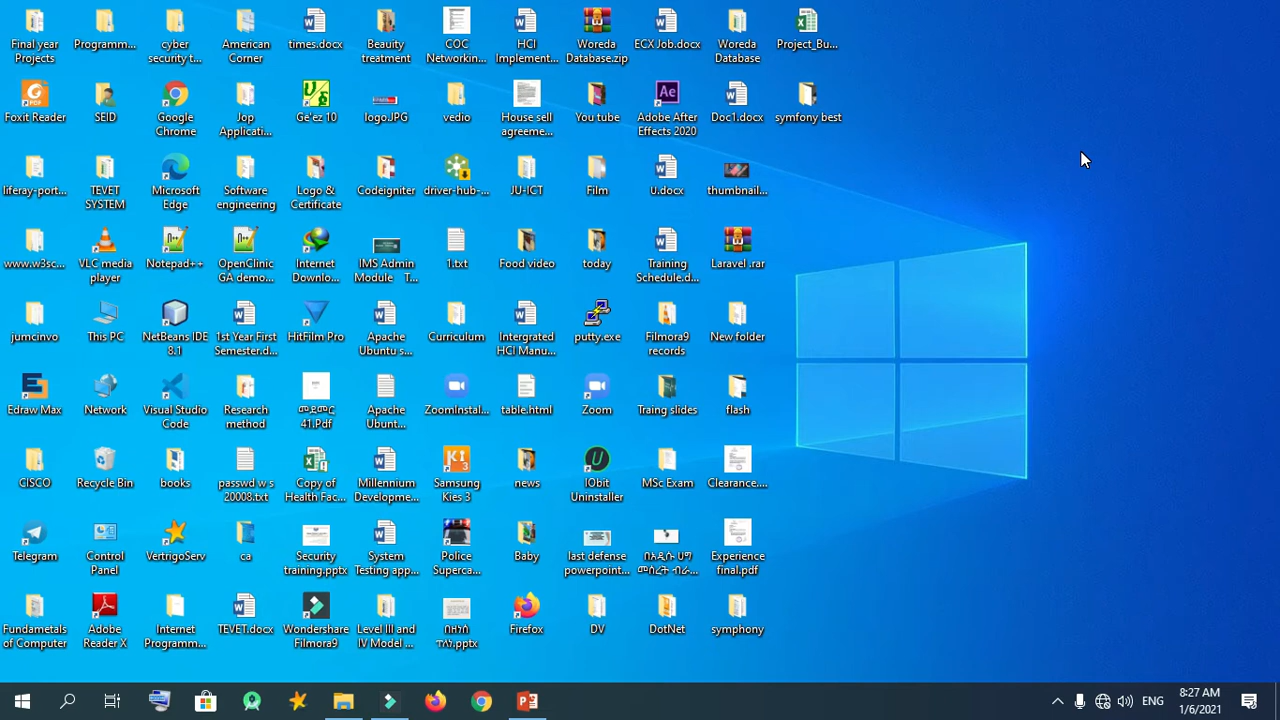 Final year
Projects
Programm...
cyber
security t...
American
Corner
times.docx
Beauity
treatment
COC
Networkin...
HCI
Implement...
Woreda
Database.zip
ECX Job.docx
Woreda
Database
Project_Bu...
Foxit Reader
SEID
Google
Chrome
Jop
Applicati...
Ge'ez 10
logo.JPG
vedio
House sell
agreeme...
You tube
Adobe After
Effects 2020
Doc1.docx
symfony best
liferay-port...
TEVET
SYSTEM
Microsoft
Edge
Software
engineering
Logo &
Certificate
Codeigniter
driver-hub-...
JU-ICT
Film
u.docx
thumbnail...
www.w3sc...
VLC media
player
Notepad++
OpenClinic
GA demo...
Internet
Downlo...
IMS Admin
Module T...
1.txt
Food video
today
Training
Schedule.d...
Laravel .rar
jumcinvo
This PC
NetBeans IDE
8.1
1st Year First
Semester.d...
HitFilm Pro
Apache
Ubuntu s...
Curriculum
Intergrated
HCI Manu...
putty.exe
Filmora9
records
New folder
Edraw Max
Network
Visual Studio
Code
Research
method
መደመር
41.Pdf
Apache
Ubunt...
ZoomInstal...
table.html
Zoom
Traing slides
flash
CISCO
Recycle Bin
books
passwd w s
20008.txt
Copy of
Health Fac...
Millennium
Developme...
Samsung
Kies 3
news
IObit
Uninstaller
MSc Exam
Clearance....
Telegram
Control
Panel
VertrigoServ
ca
Security
training.pptx
System
Testing app...
Police
Superca...
Baby
last defense
powerpoint...
በአዲሱ ሀግ
መሰረት ብራ...
Experience
final.pdf
Fundametals
of Computer
Adobe
Reader X
Internet
Programm...
TEVET.docx
Wondershare
Filmora9
Level III and
IV Model ...
Firefox
DV
DotNet
symphony
ENG
8:27 AM
1/6/2021